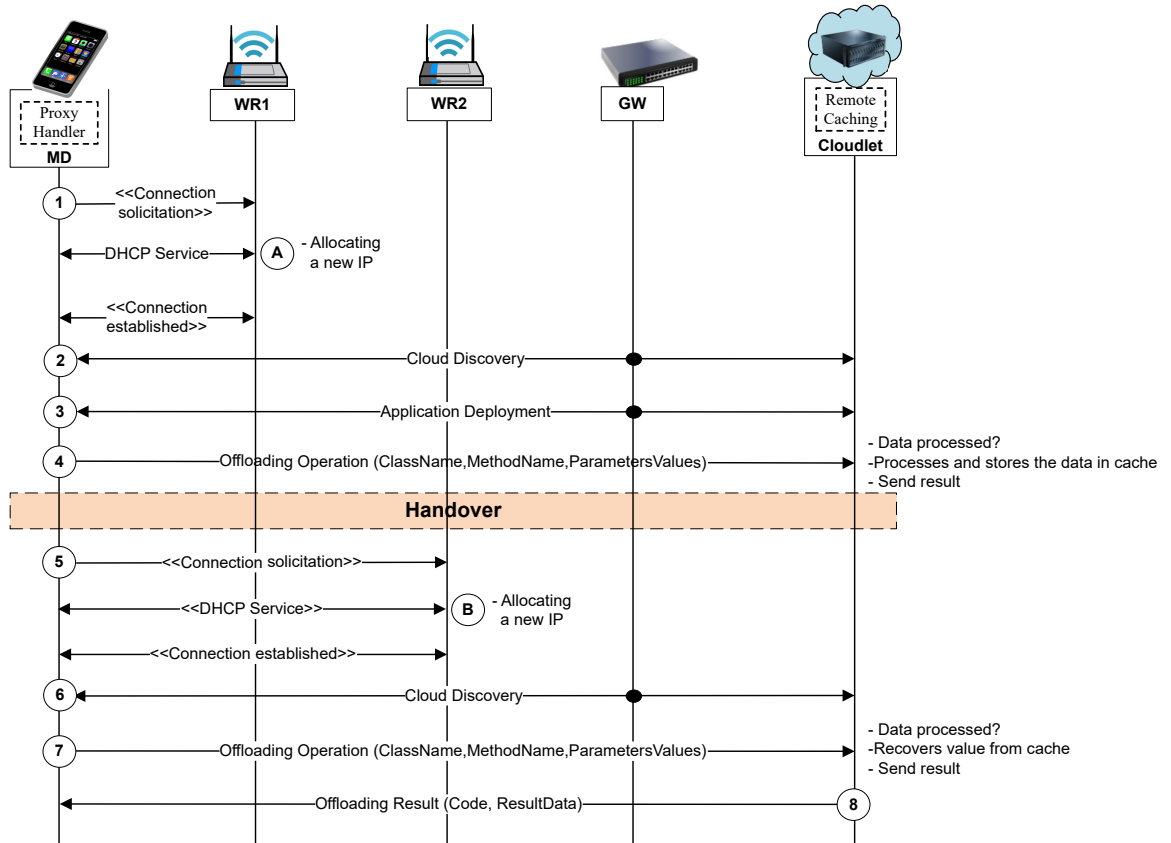 Proxy
Handler
MD
WR1
WR2
GW
Remote
Caching
Cloudlet
1
<<Connection
solicitation>>
DHCP Service
A
- Allocating
a new IP
<<Connection
established>>
2
Cloud Discovery
3
Application Deployment
4
Offloading Operation (ClassName,MethodName,ParametersValues)
- Data processed?
-Processes and stores the data in cache
- Send result
Handover
5
<<Connection solicitation>>
<<DHCP Service>>
B
- Allocating
a new IP
<<Connection established>>
6
Cloud Discovery
7
Offloading Operation (ClassName,MethodName,ParametersValues)
- Data processed?
-Recovers value from cache
- Send result
Offloading Result (Code, ResultData)
8